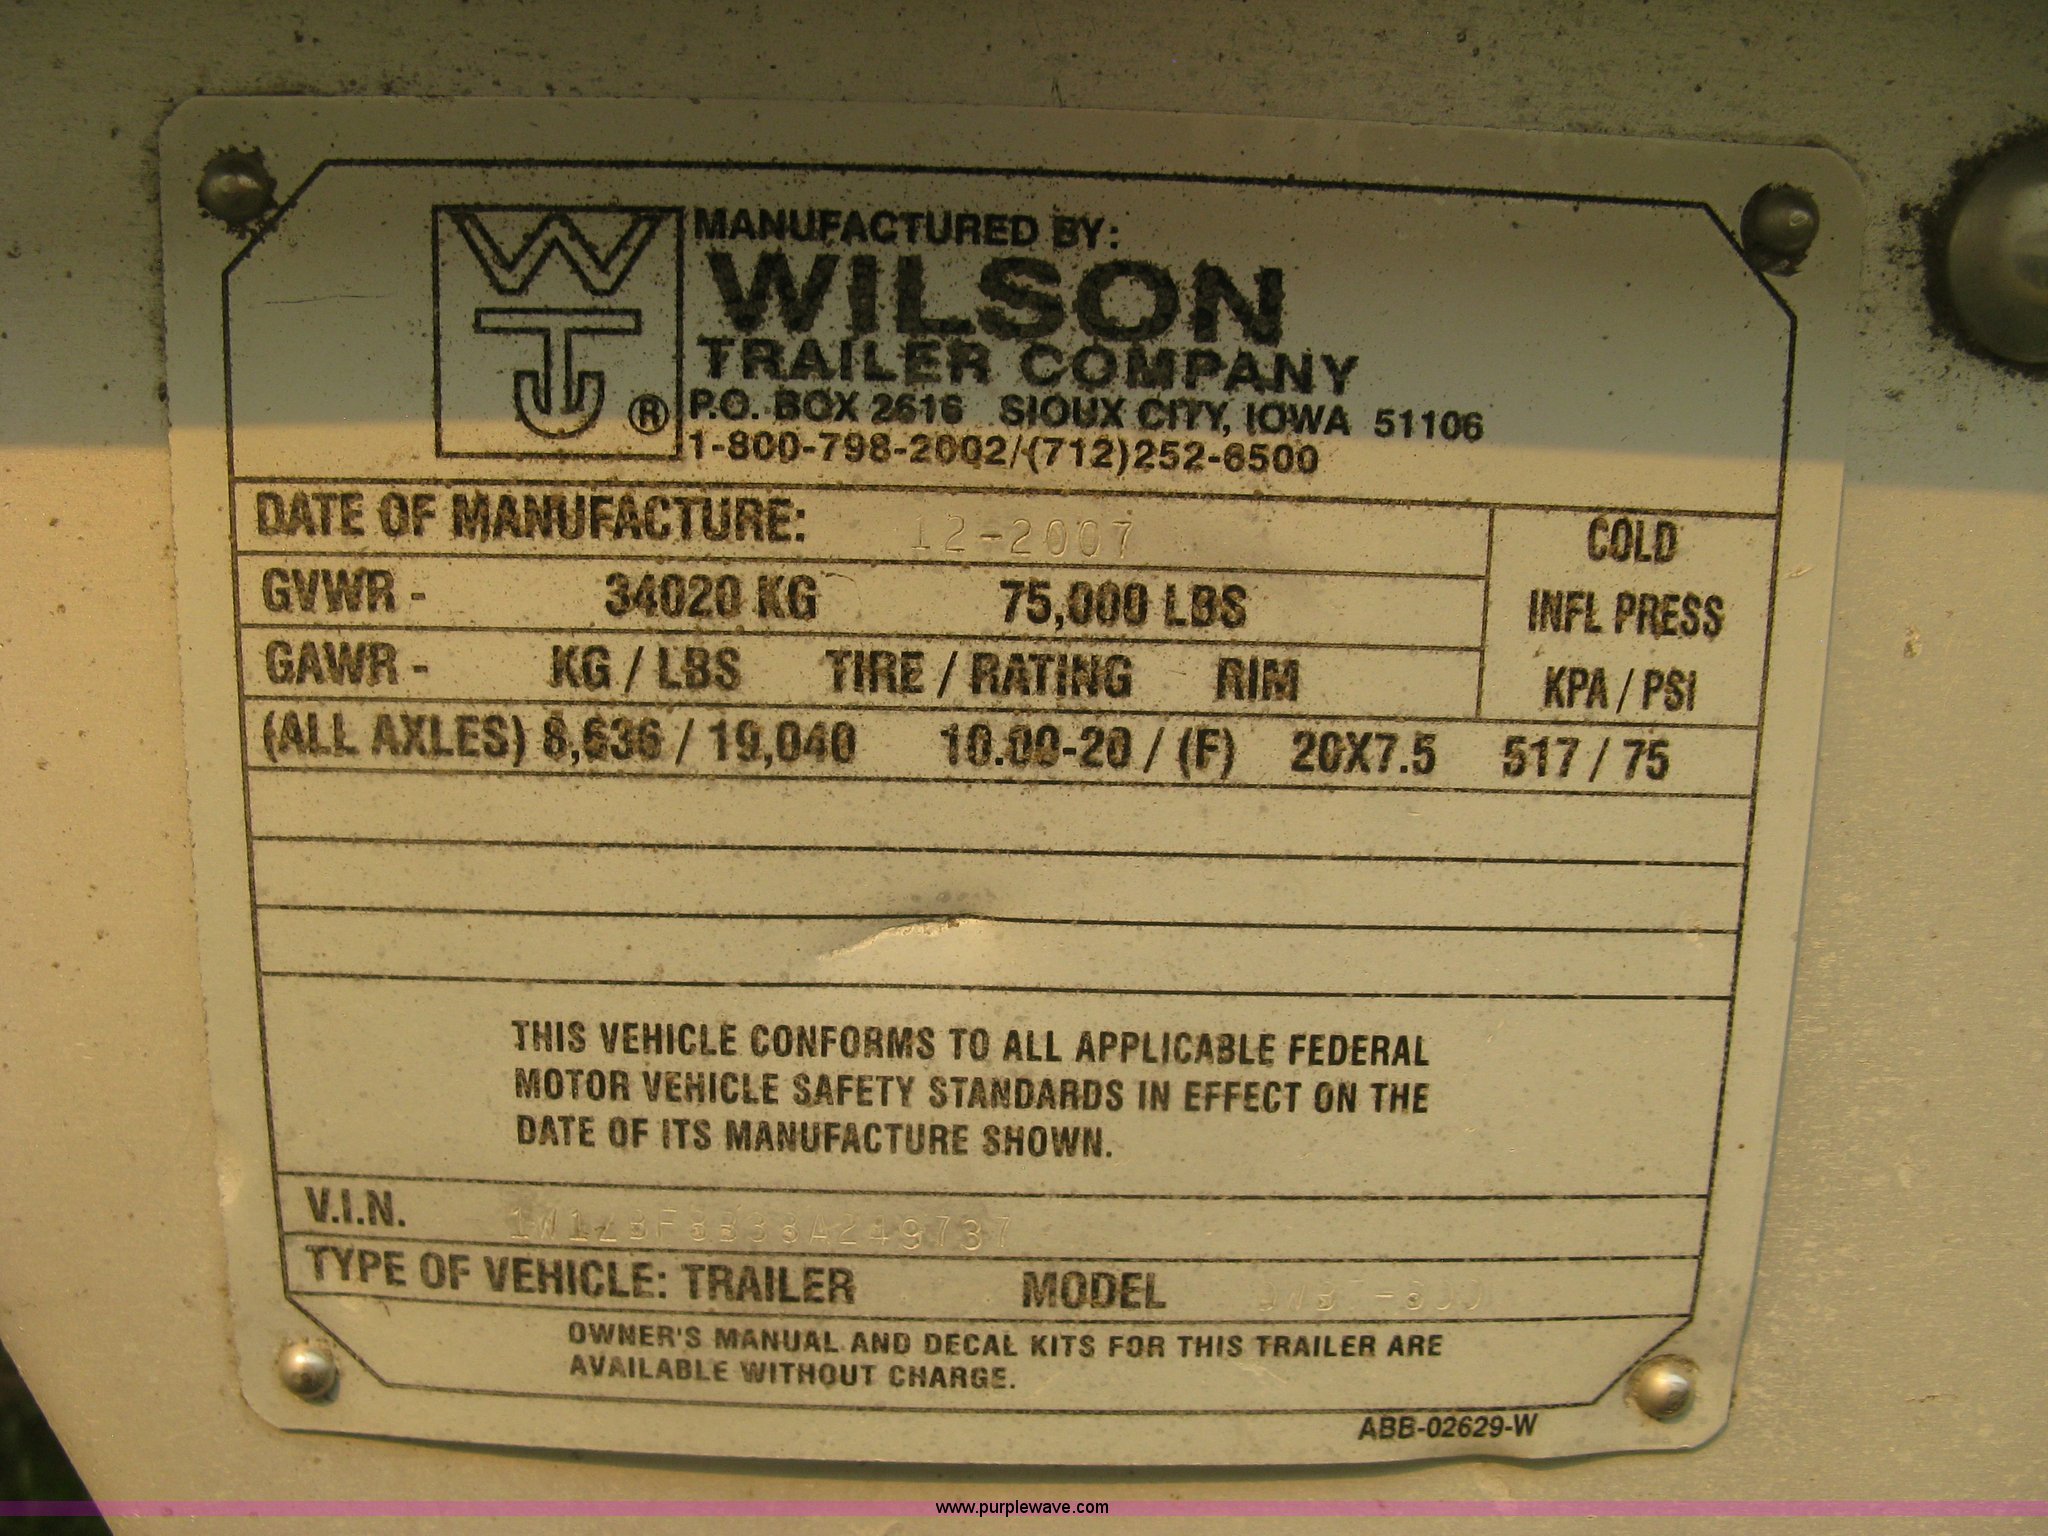 WTJ ®
MANUFACTURED BY:
WILSON
TRAILER COMPANY
P.O. BOX 2616 SIOUX CITY, IOWA 51106
1-800-798-2002/(712)252-6500
DATE OF MANUFACTURE: 12-2007
COLD
INFL PRESS
KPA / PSI
GVWR - 34020 KG 75,000 LBS
GAWR - KG / LBS TIRE / RATING RIM
(ALL AXLES) 8,636 / 19,040 10.00-20 / (F) 20X7.5 517 / 75
THIS VEHICLE CONFORMS TO ALL APPLICABLE FEDERAL
MOTOR VEHICLE SAFETY STANDARDS IN EFFECT ON THE
DATE OF ITS MANUFACTURE SHOWN.
V.I.N.
TYPE OF VEHICLE: TRAILER MODEL
OWNER'S MANUAL AND DECAL KITS FOR THIS TRAILER ARE
AVAILABLE WITHOUT CHARGE.
ABB-02629-W
www.purplewave.com